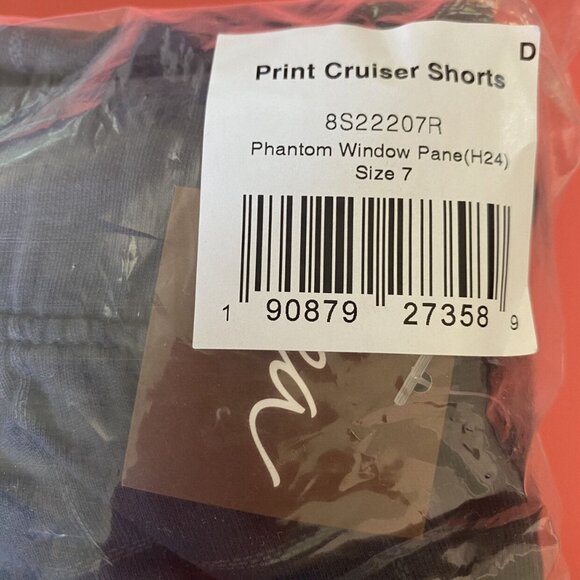 D
Print Cruiser Shorts
8S22207R
Phantom Window Pane(H24)
Size 7
1 90879 27358 9